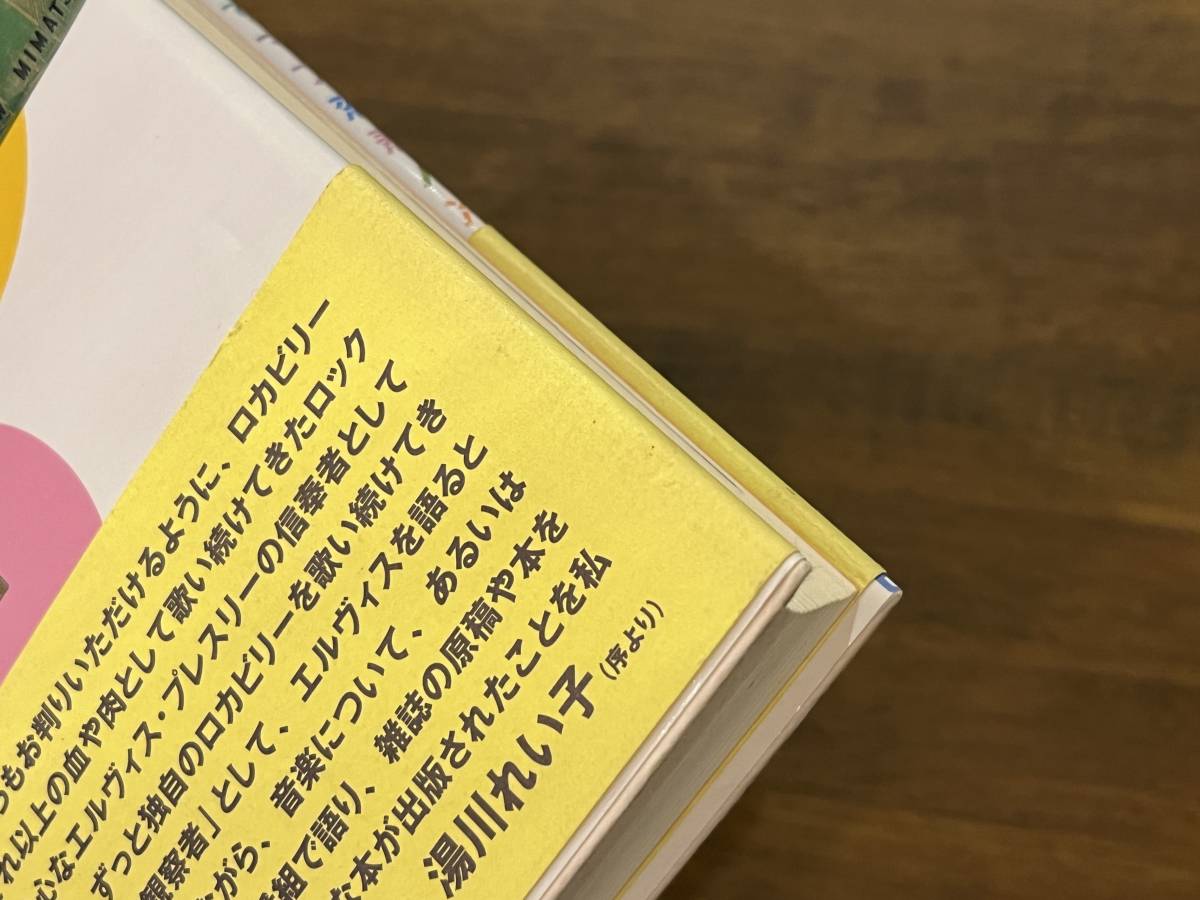 MIMATS
らもお判りいただけるように、ロカビリー
れ以上の血や肉として歌い続けてきたロック
心なエルヴィス・プレスリーの信奉者として
ずっと独自のロカビリーを歌い続けてき
観察者」として、エルヴィスを語ると
ながら、音楽について、あるいは
番組で語り、雑誌の原稿や本を
な本が出版されたことを私
湯川れい子(序より)